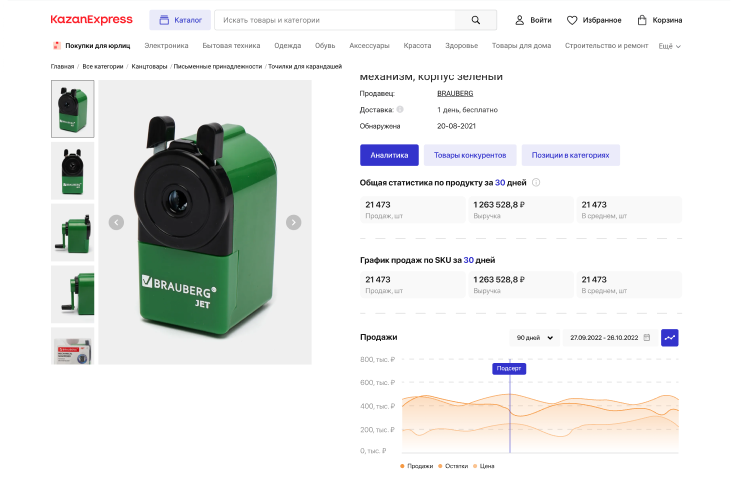 KazanExpress
Каталог
Искать товары и категории
Войти
Избранное
Корзина
Покупки для юрлиц
Электроника
Бытовая техника
Одежда
Обувь
Аксессуары
Красота
Здоровье
Товары для дома
Строительство и ремонт
Ещё
Главная / Все категории / Канцтовары / Письменные принадлежности / Точилки для карандашей
механизм, корпус зеленый
Продавец: BRAUBERG
Доставка: 1 день, бесплатно
Обнаружена 20-08-2021
Аналитика
Товары конкурентов
Позиции в категориях
Общая статистика по продукту за 30 дней
21 473
Продаж, шт
1 263 528,8 ₽
Выручка
21 473
В среднем, шт
График продаж по SKU за 30 дней
21 473
Продаж, шт
1 263 528,8 ₽
Выручка
21 473
В среднем, шт
Продажи
90 дней
27.09.2022 - 26.10.2022
800, тыс. ₽
600, тыс. ₽
400, тыс. ₽
200, тыс. ₽
0, тыс. ₽
Подсерт
Продажи
Остатки
Цена
BRAUBERG
JET